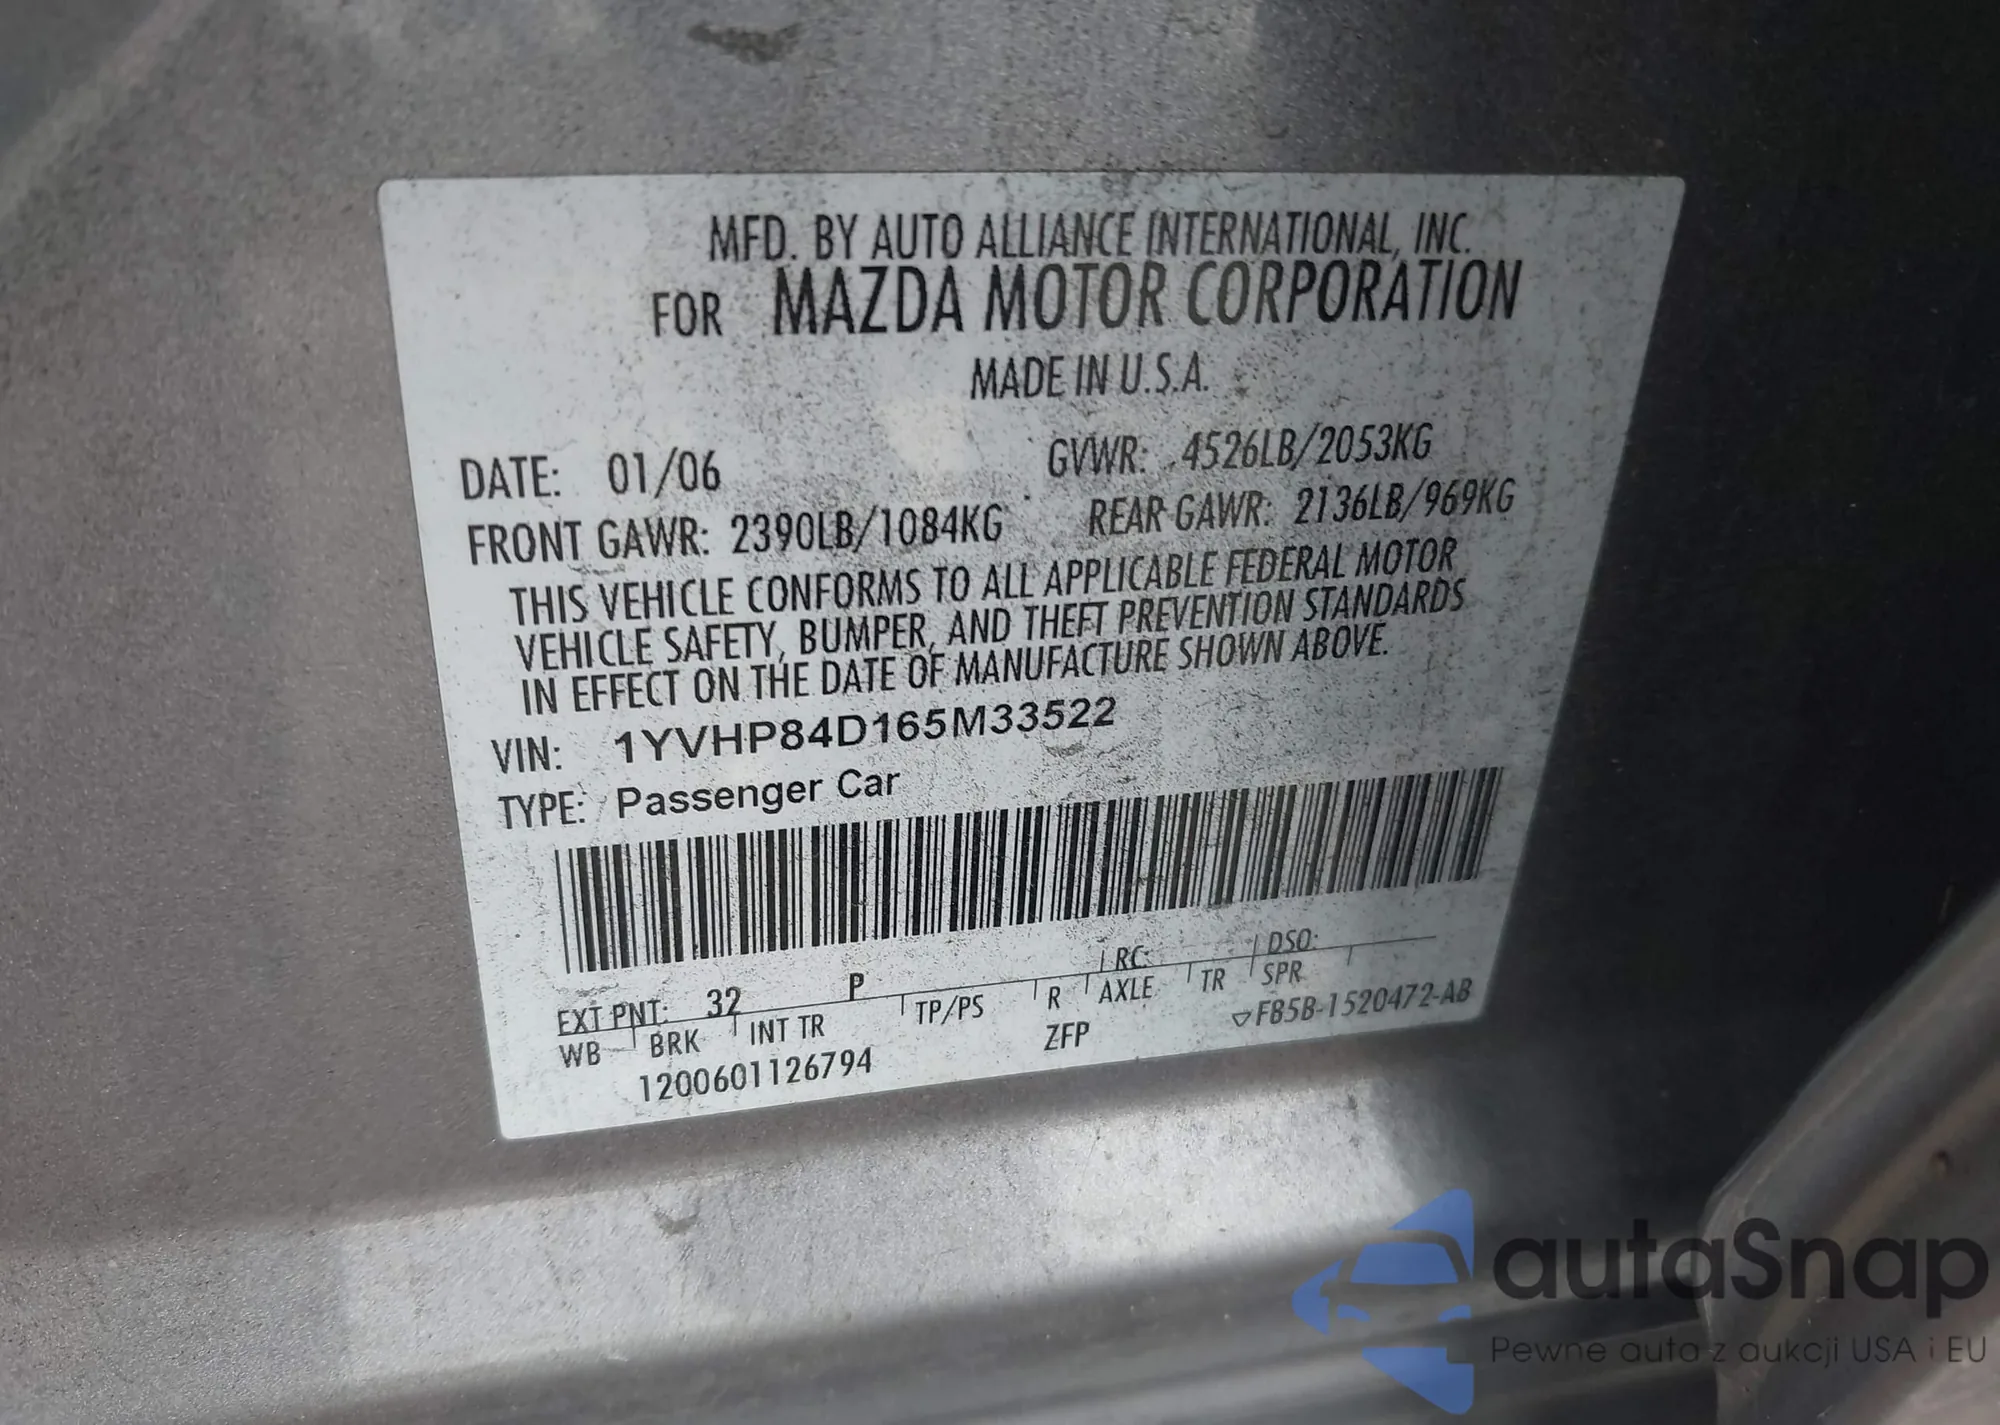 MFD. BY AUTO ALLIANCE INTERNATIONAL, INC.
FOR MAZDA MOTOR CORPORATION
MADE IN U.S.A.
DATE: 01/06 GVWR: 4526LB/2053KG
FRONT GAWR: 2390LB/1084KG REAR GAWR: 2136LB/969KG
THIS VEHICLE CONFORMS TO ALL APPLICABLE FEDERAL MOTOR
VEHICLE SAFETY, BUMPER, AND THEFT PREVENTION STANDARDS
IN EFFECT ON THE DATE OF MANUFACTURE SHOWN ABOVE.
VIN: 1YVHP84D165M33522
TYPE: Passenger Car
EXT PNT: 32 P RC: DSO:
WB BRK INT TR TP/PS R AXLE TR SPR
1200601126794 ZFP ▽FB5B-1520472-AB
autaSnap
Pewne auta z aukcji USA i EU